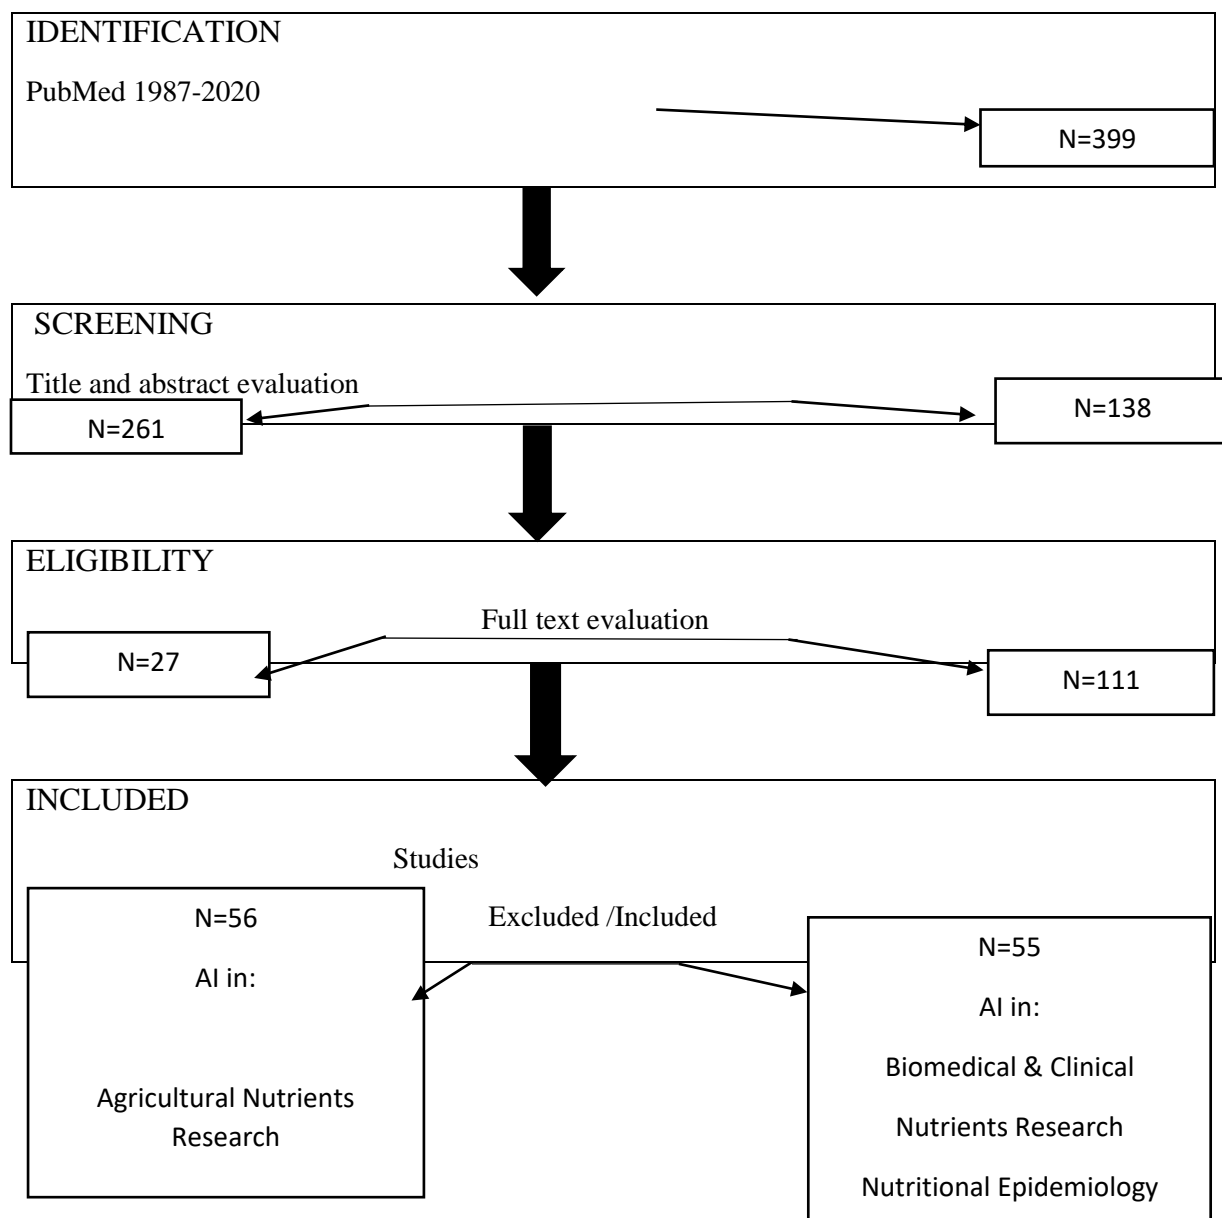 IDENTIFICATION
PubMed 1987-2020
N=399
SCREENING
Title and abstract evaluation
N=261
N=138
ELIGIBILITY
Full text evaluation
N=27
N=111
INCLUDED
Studies
Excluded /Included
N=56
AI in:
Agricultural Nutrients
Research
N=55
AI in:
Biomedical & Clinical
Nutrients Research
Nutritional Epidemiology